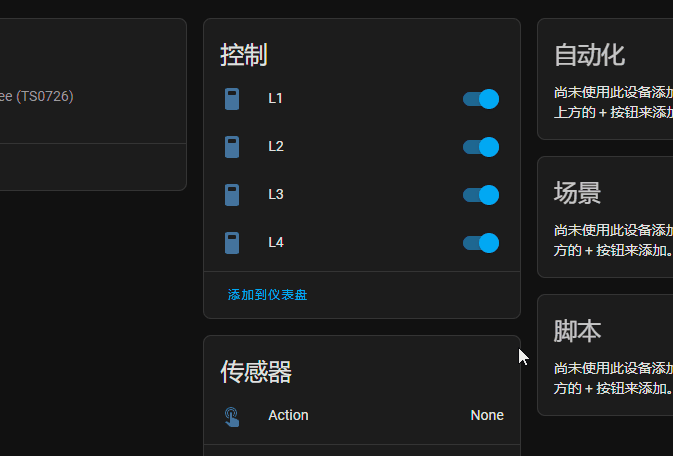 ee (TS0726)
控制
L1
L2
L3
L4
添加到仪表盘
传感器
Action None
自动化
尚未使用此设备添加
上方的 + 按钮来添加
场景
尚未使用此设备添加
方的 + 按钮来添加。
脚本
尚未使用此设备添加
方的 + 按钮来添加。